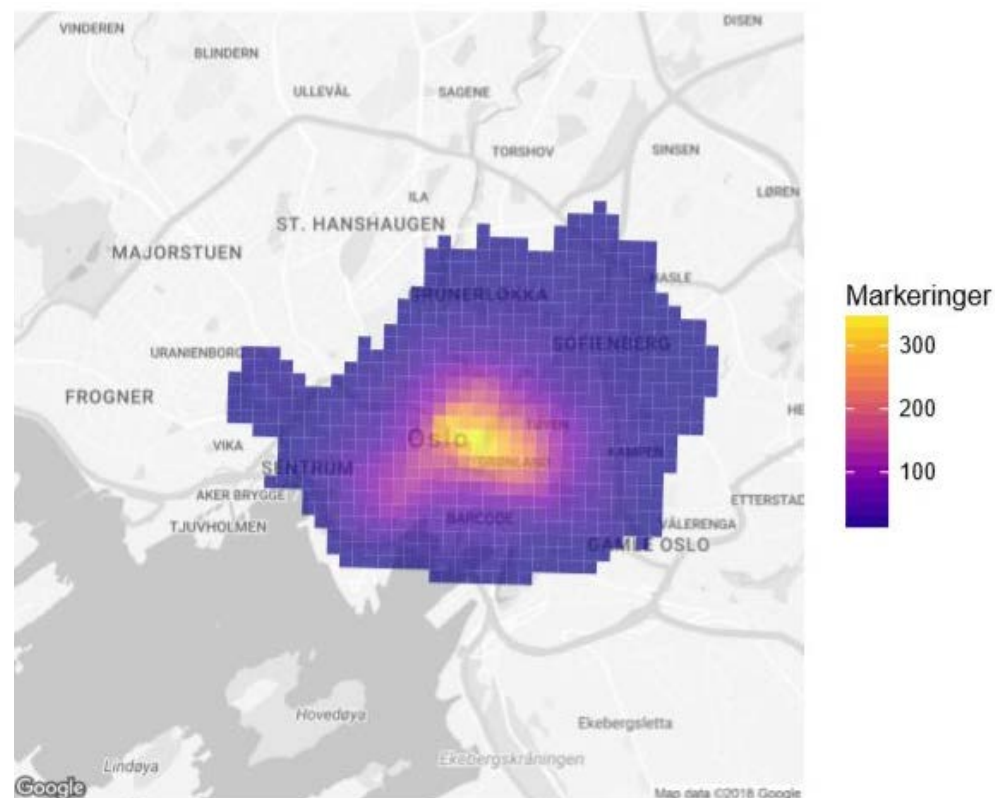 VINDEREN
DISEN
BLINDERN
ULLEVÅL
SAGENE
TORSHOV
SINSEN
LØREN
ILA
ST. HANSHAUGEN
MAJORSTUEN
HASLE
GRÜNERLØKKA
Markeringer
300
200
100
URANIENBORG
SOFIENBERG
FROGNER
HE
TØYEN
Oslo
VIKA
KAMPEN
GRØNLAND
SENTRUM
AKER BRYGGE
ETTERSTAD
BARCODE
TJUVHOLMEN
VÅLERENGA
GAMLE OSLO
Hovedøya
Ekebergsletta
Ekebergskråningen
Lindøya
Google
Map data ©2018 Google